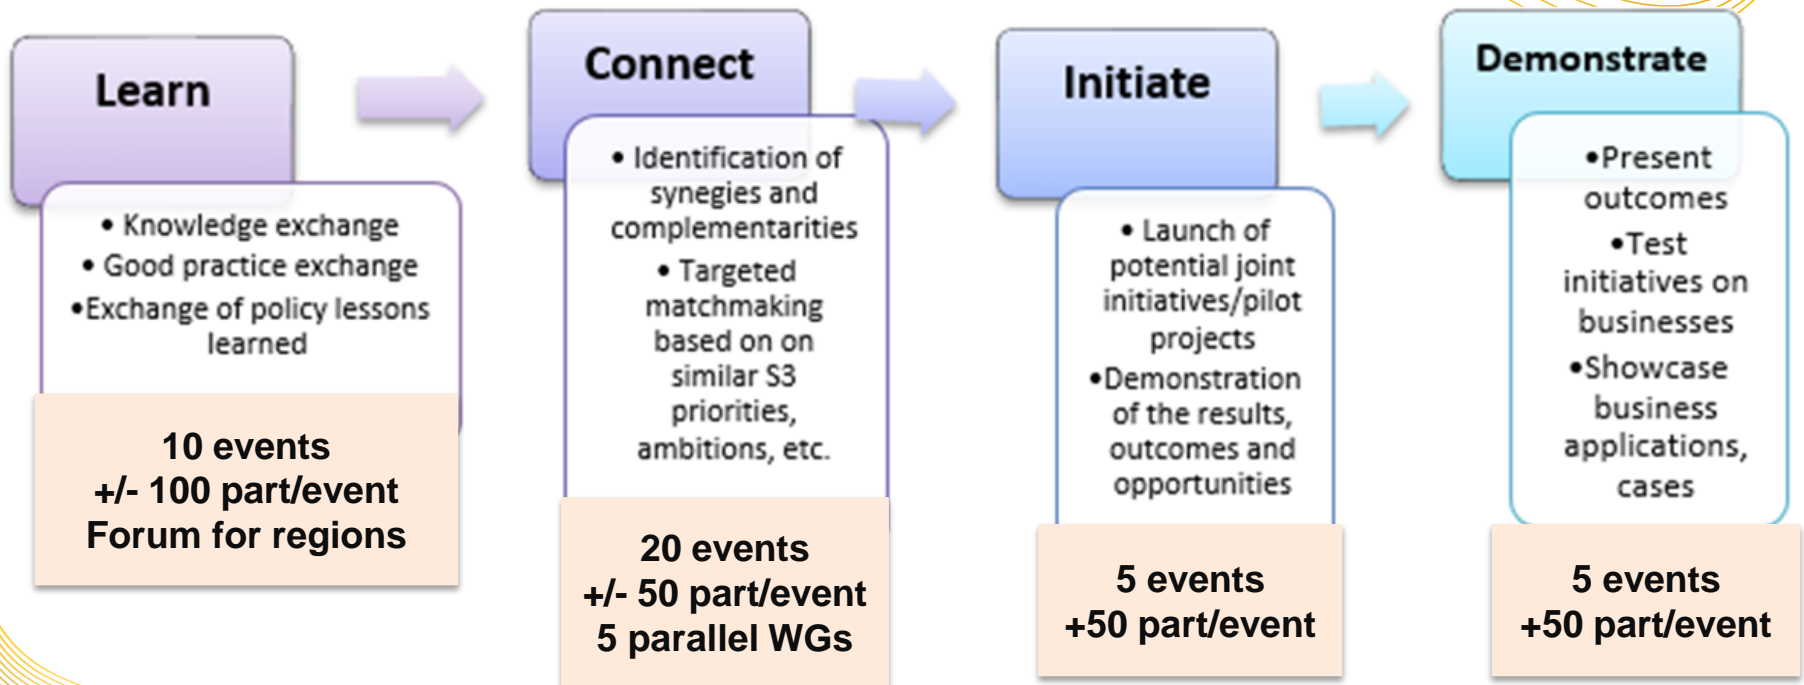 Learn
• Knowledge exchange
• Good practice exchange
•Exchange of policy lessons
learned
10 events
+/- 100 part/event
Forum for regions
Connect
• Identification of
synegies and
complementarities
• Targeted
matchmaking
based on on
similar S3
priorities,
ambitions, etc.
20 events
+/- 50 part/event
5 parallel WGs
Initiate
• Launch of
potential joint
initiatives/pilot
projects
•Demonstration
of the results,
outcomes and
opportunities
5 events
+50 part/event
Demonstrate
•Present
outcomes
•Test
initiatives on
businesses
•Showcase
business
applications,
cases
5 events
+50 part/event